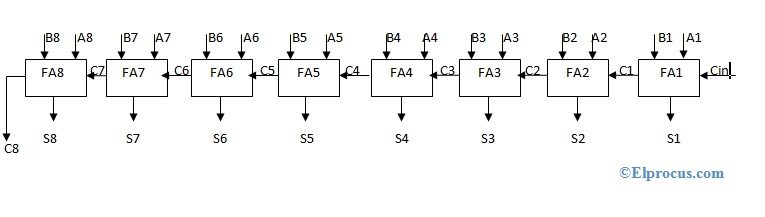 B8 A8 B7 A7 B6 A6 B5 A5 B4 A4 B3 A3 B2 A2 B1 A1
FA8 C7 FA7 C6 FA6 C5 FA5 C4 FA4 C3 FA3 C2 FA2 C1 FA1 Cin
C8 S8 S7 S6 S5 S4 S3 S2 S1
©Elprocus.com